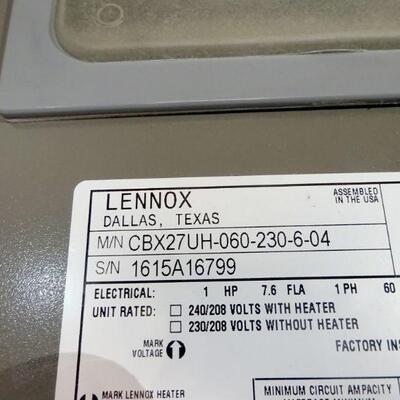 LENNOX
DALLAS, TEXAS
ASSEMBLED
IN THE USA
M/N CBX27UH-060-230-6-04
S/N 1615A16799
ELECTRICAL: 1 HP 7.6 FLA 1 PH 60
UNIT RATED: 240/208 VOLTS WITH HEATER
230/208 VOLTS WITHOUT HEATER
MARK
VOLTAGE
FACTORY INS
MARK LENNOX HEATER
MINIMUM CIRCUIT AMPACITY